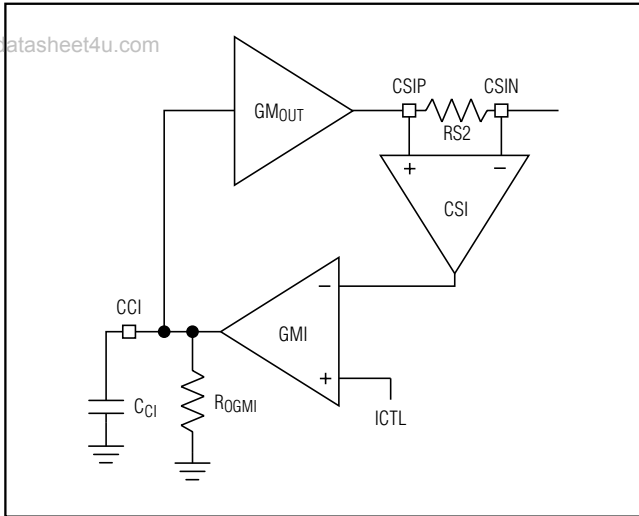 datasheet4u.com
CSIP
CSIN
GMOUT
RS2
+
−
CSI
CCI
−
GMI
+
CCI
ROGMI
ICTL